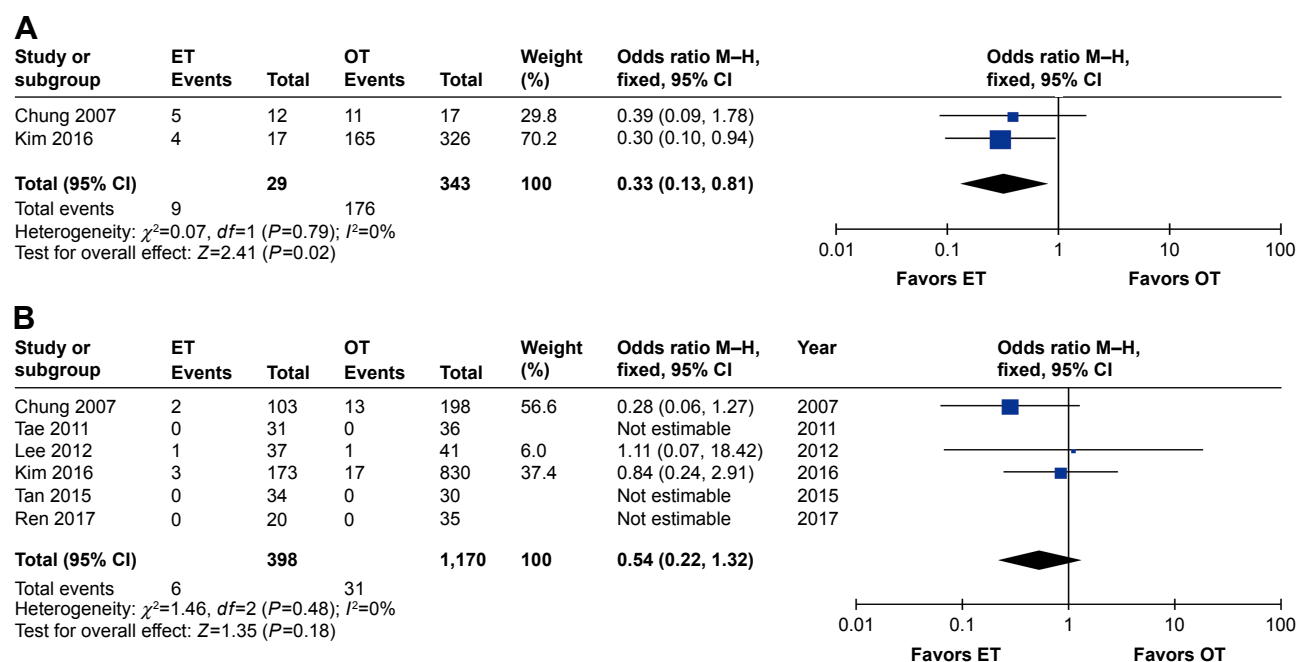 A
Study or ET OT Weight Odds ratio M–H, Odds ratio M–H,
subgroup Events Total Events Total (%) fixed, 95% CI fixed, 95% CI
Chung 2007 5 12 11 17 29.8 0.39 (0.09, 1.78)
Kim 2016 4 17 165 326 70.2 0.30 (0.10, 0.94)
Total (95% CI) 29 343 100 0.33 (0.13, 0.81)
Total events 9 176
Heterogeneity: χ²=0.07, df=1 (P=0.79); I²=0%
Test for overall effect: Z=2.41 (P=0.02)
0.01 0.1 1 10 100
Favors ET Favors OT
B
Study or ET OT Weight Odds ratio M–H, Year Odds ratio M–H,
subgroup Events Total Events Total (%) fixed, 95% CI fixed, 95% CI
Chung 2007 2 103 13 198 56.6 0.28 (0.06, 1.27) 2007
Tae 2011 0 31 0 36 Not estimable 2011
Lee 2012 1 37 1 41 6.0 1.11 (0.07, 18.42) 2012
Kim 2016 3 173 17 830 37.4 0.84 (0.24, 2.91) 2016
Tan 2015 0 34 0 30 Not estimable 2015
Ren 2017 0 20 0 35 Not estimable 2017
Total (95% CI) 398 1,170 100 0.54 (0.22, 1.32)
Total events 6 31
Heterogeneity: χ²=1.46, df=2 (P=0.48); I²=0%
Test for overall effect: Z=1.35 (P=0.18)
0.01 0.1 1 10 100
Favors ET Favors OT